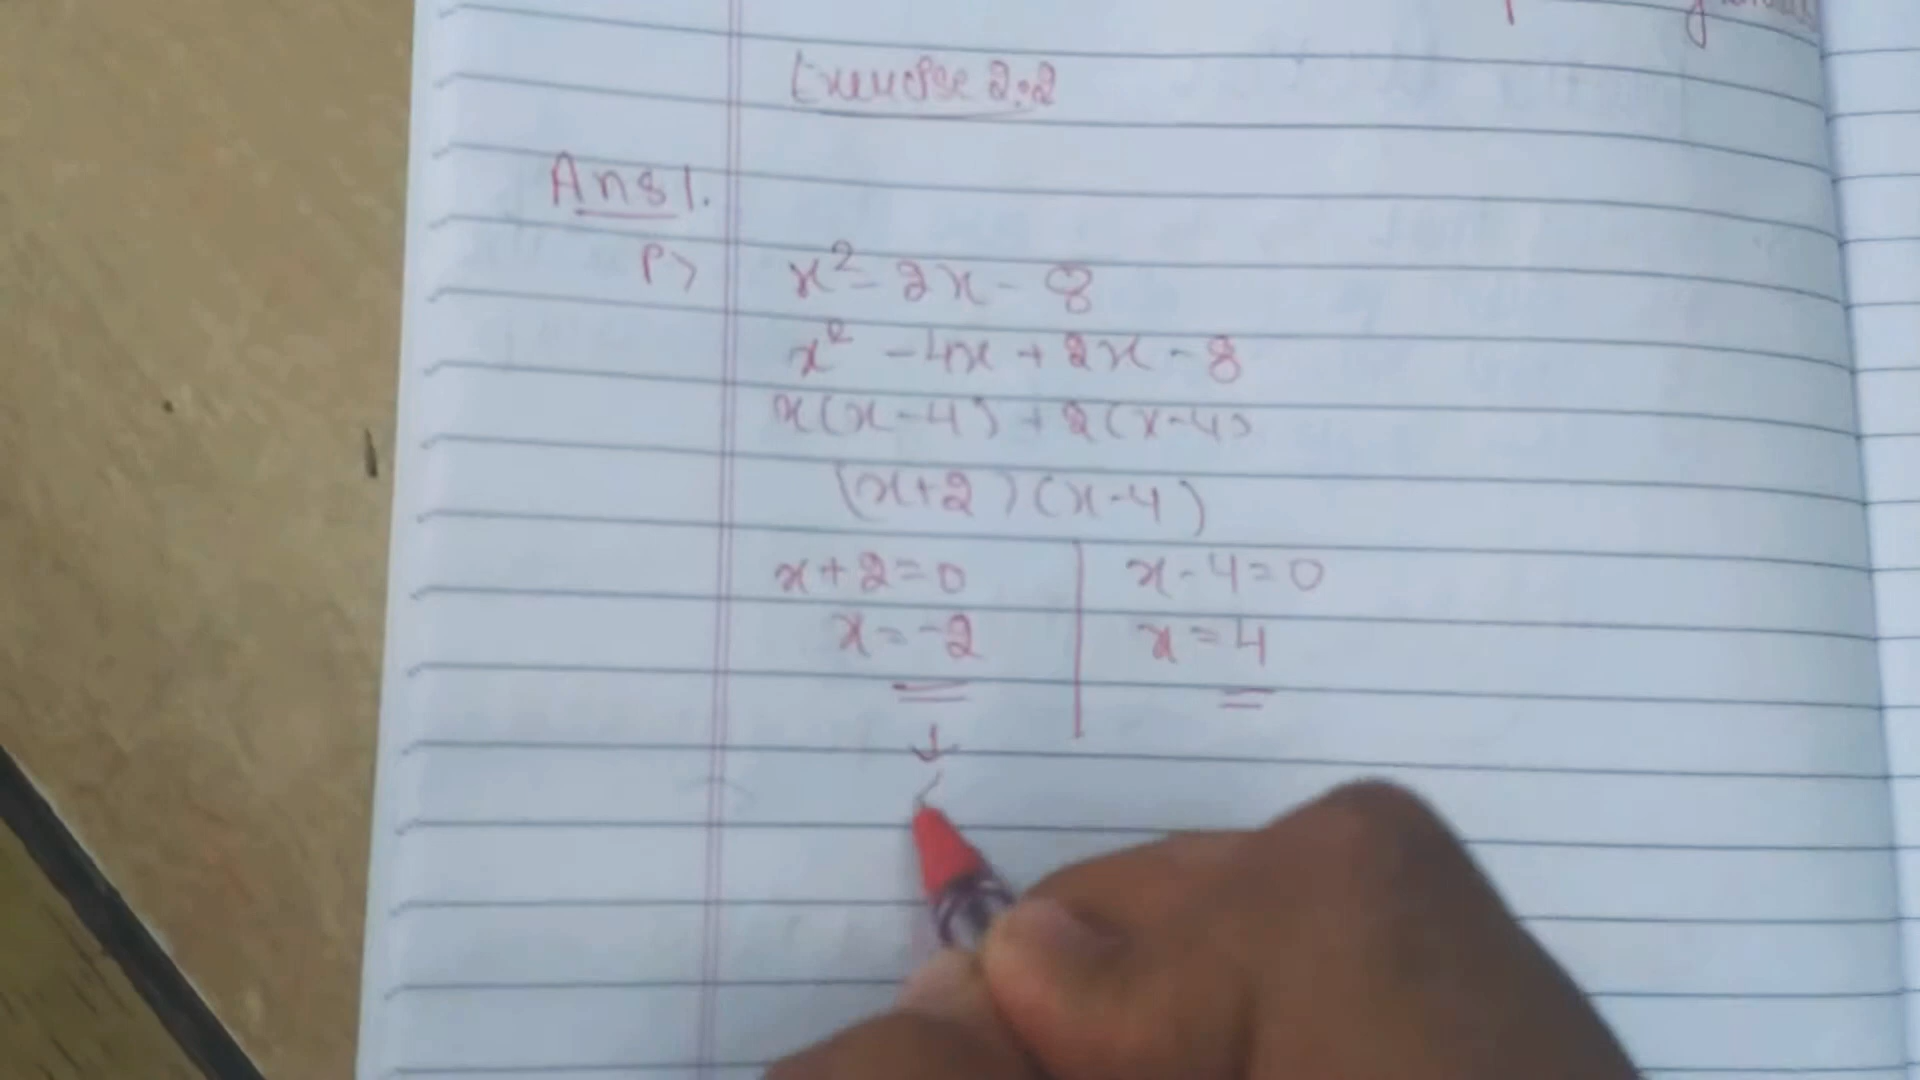 Exercise 2.2
Ans 1.
i> x² - 2x - 8
x² - 4x + 2x - 8
x(x-4) + 2(x-4)
(x+2)(x-4)
x+2=0 | x-4=0
x=-2 | x=4